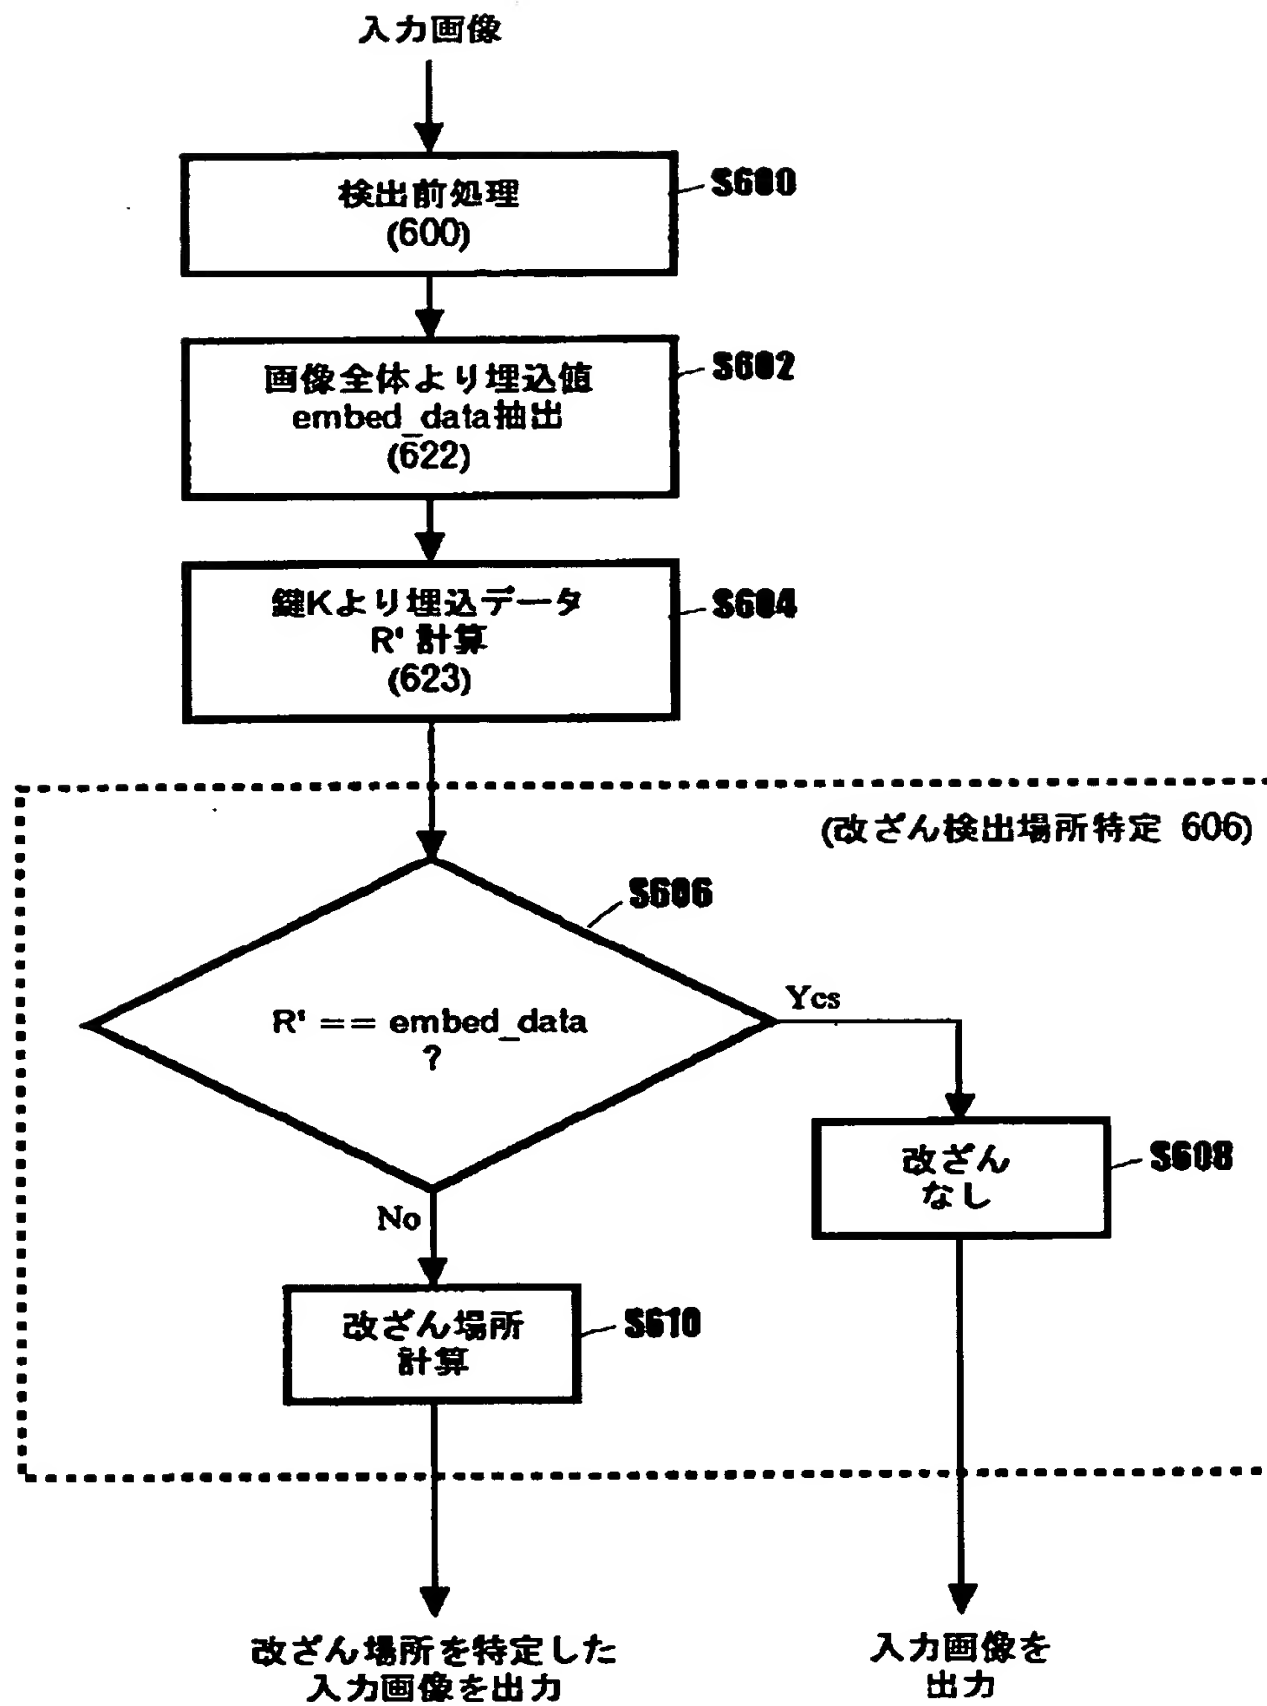 入力画像
検出前処理
(600)
S600
画像全体より埋込値
embed_data抽出
(622)
S602
鍵Kより埋込データ
R' 計算
(623)
S604
(改ざん検出場所特定 606)
S606
R' == embed_data
?
Yes
No
改ざん
なし
S608
改ざん場所
計算
S610
改ざん場所を特定した
入力画像を出力
入力画像を
出力